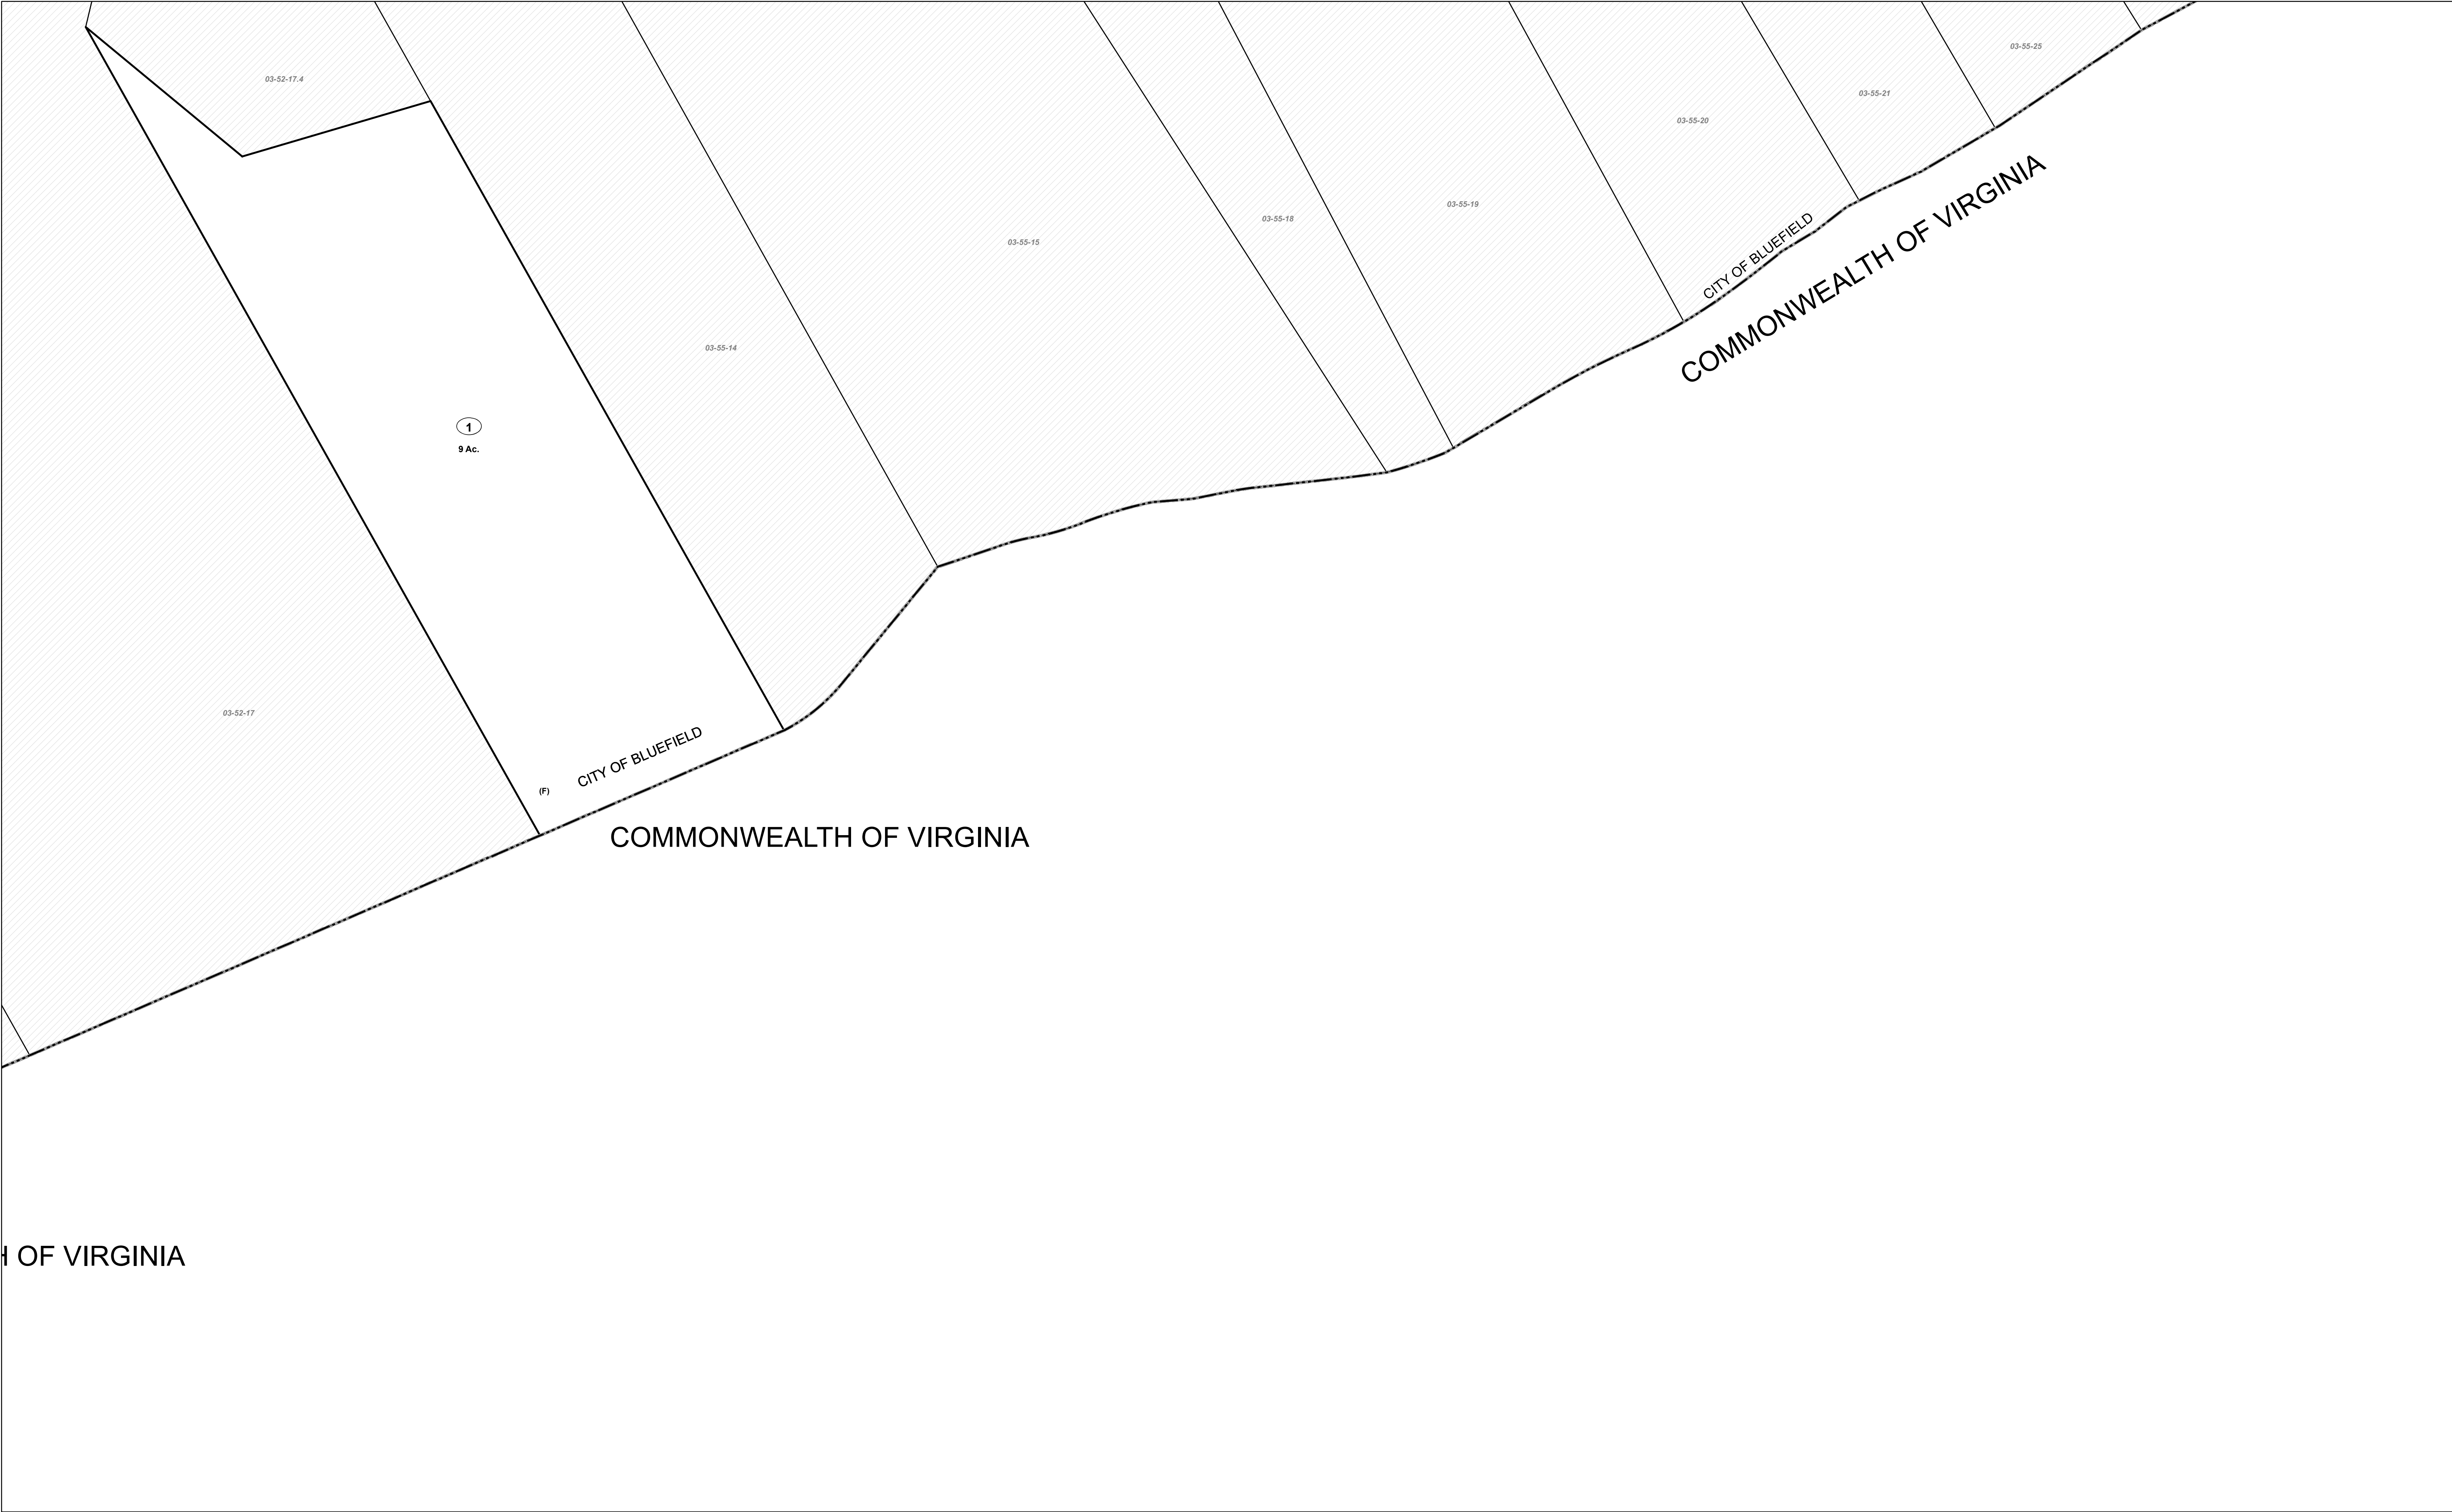 03-55-25
03-52-17.4
03-55-21
03-55-20
03-55-19
03-55-18
CITY OF BLUEFIELD
COMMONWEALTH OF VIRGINIA
03-55-15
03-55-14
1
9 Ac.
03-52-17
CITY OF BLUEFIELD
(F)
COMMONWEALTH OF VIRGINIA
H OF VIRGINIA